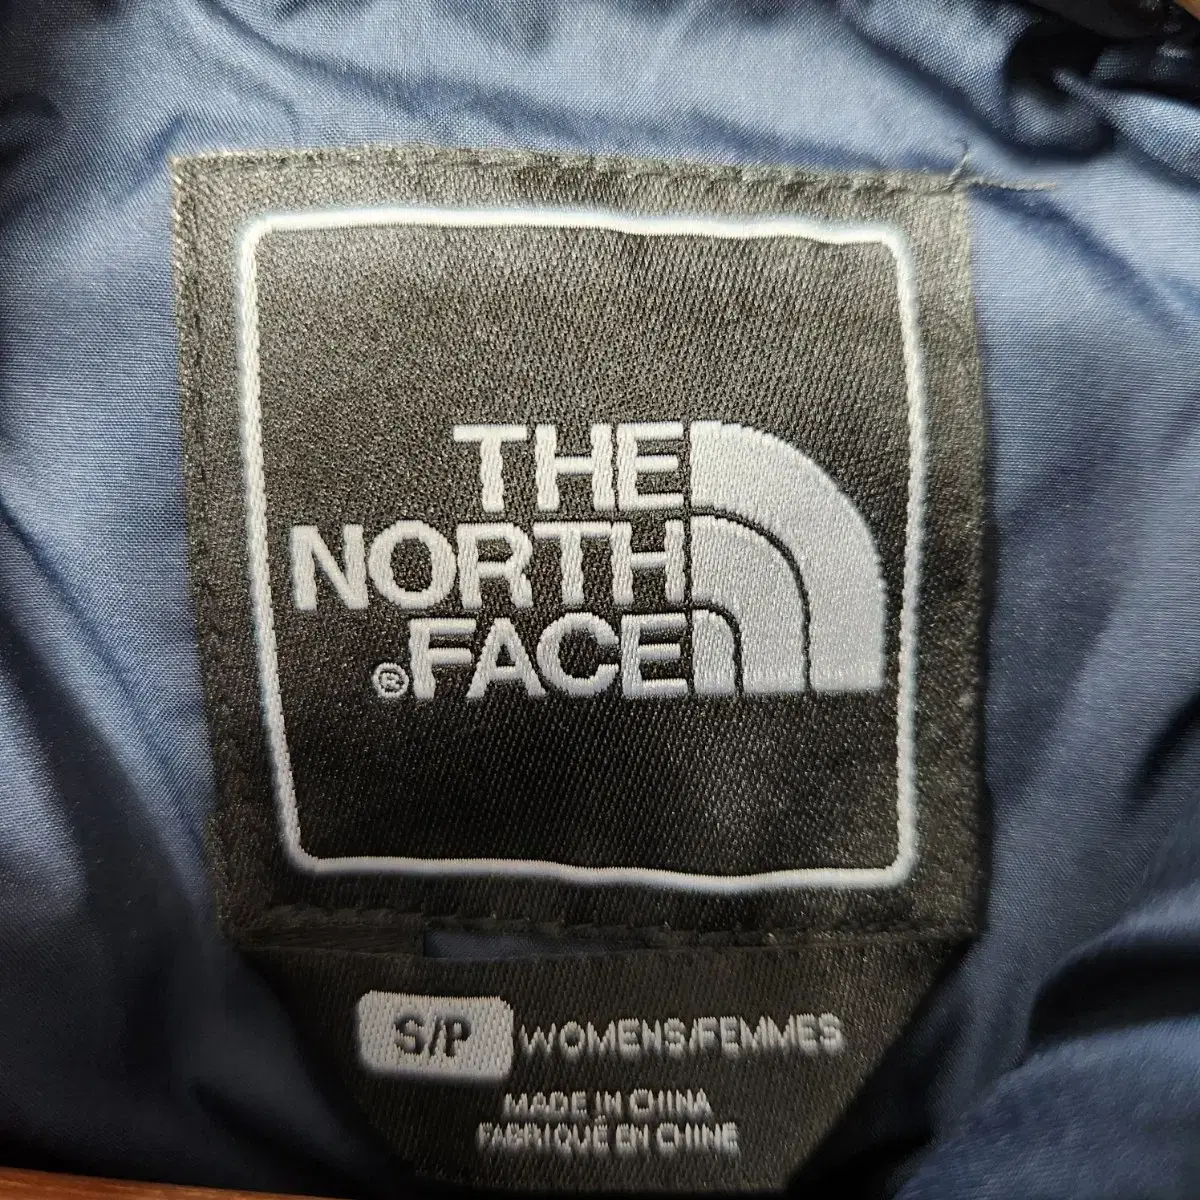 THE
NORTH
®FACE
S/P WOMENS/FEMMES
MADE IN CHINA
FABRIQUÉ EN CHINE